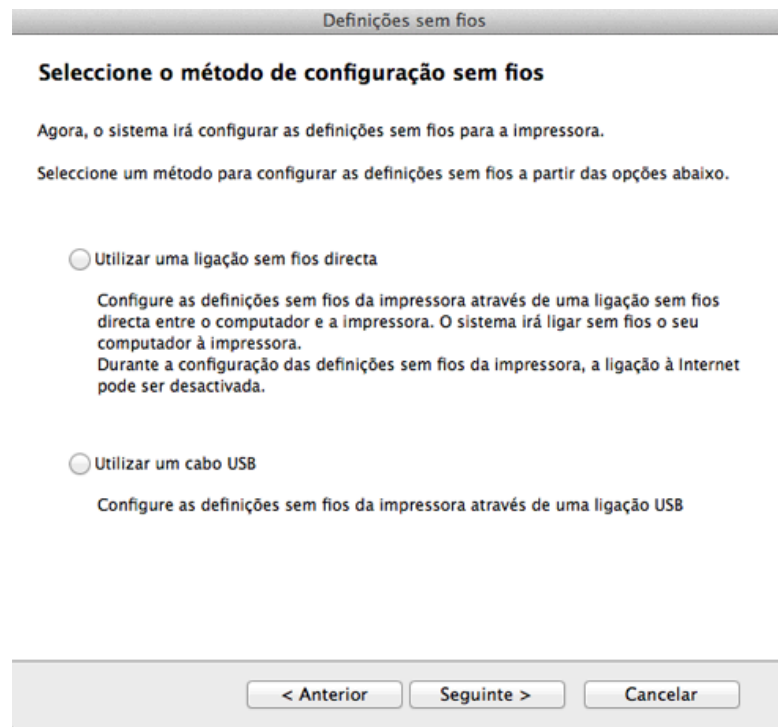 Definições sem fios
Seleccione o método de configuração sem fios
Agora, o sistema irá configurar as definições sem fios para a impressora.
Seleccione um método para configurar as definições sem fios a partir das opções abaixo.
Utilizar uma ligação sem fios directa
Configure as definições sem fios da impressora através de uma ligação sem fios
directa entre o computador e a impressora. O sistema irá ligar sem fios o seu
computador à impressora.
Durante a configuração das definições sem fios da impressora, a ligação à Internet
pode ser desactivada.
Utilizar um cabo USB
Configure as definições sem fios da impressora através de uma ligação USB
< Anterior Seguinte > Cancelar